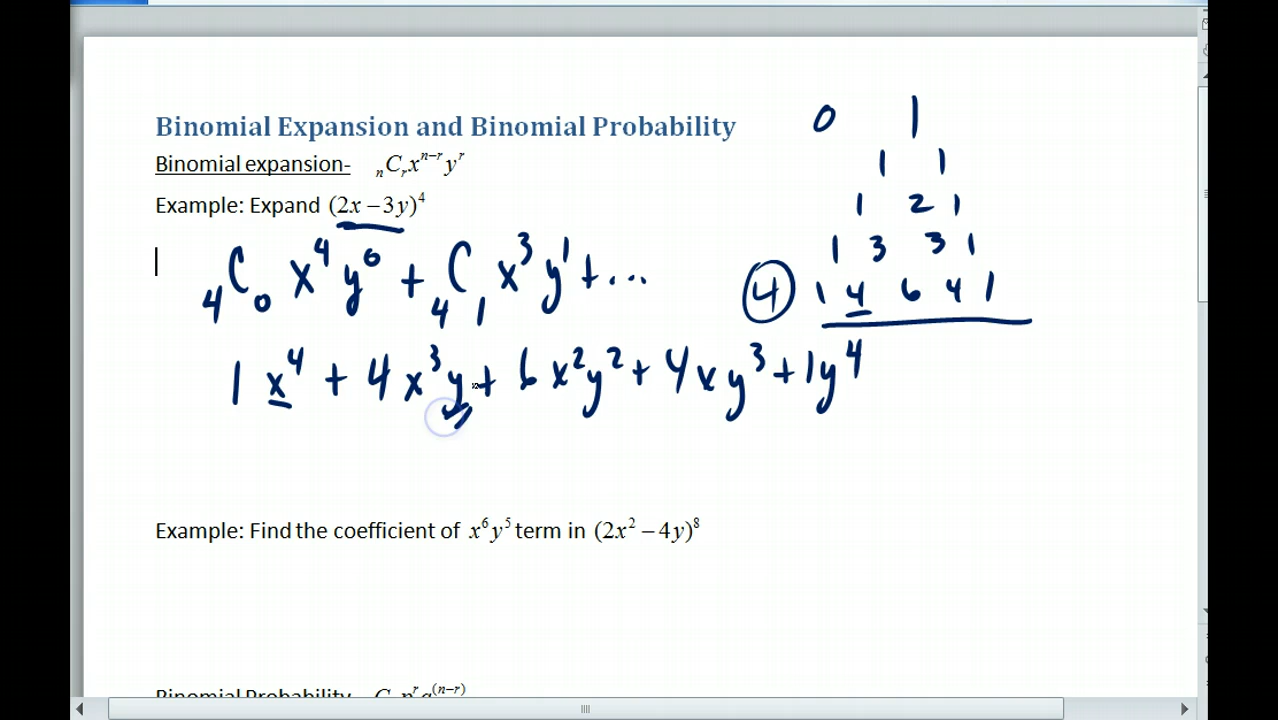 Binomial Expansion and Binomial Probability
Binomial expansion- ₙCᵣxⁿ⁻ʳyʳ
Example: Expand (2x – 3y)⁴
0 1
1 1
1 2 1
1 3 3 1
④ 1 4 6 4 1
₄C₀ x⁴ y⁰ + ₄C₁ x³ y¹ + ...
1 x⁴ + 4 x³ y + 6 x² y² + 4 x y³ + 1 y⁴
Example: Find the coefficient of x⁶y⁵ term in (2x² – 4y)⁸
Binomial Probability